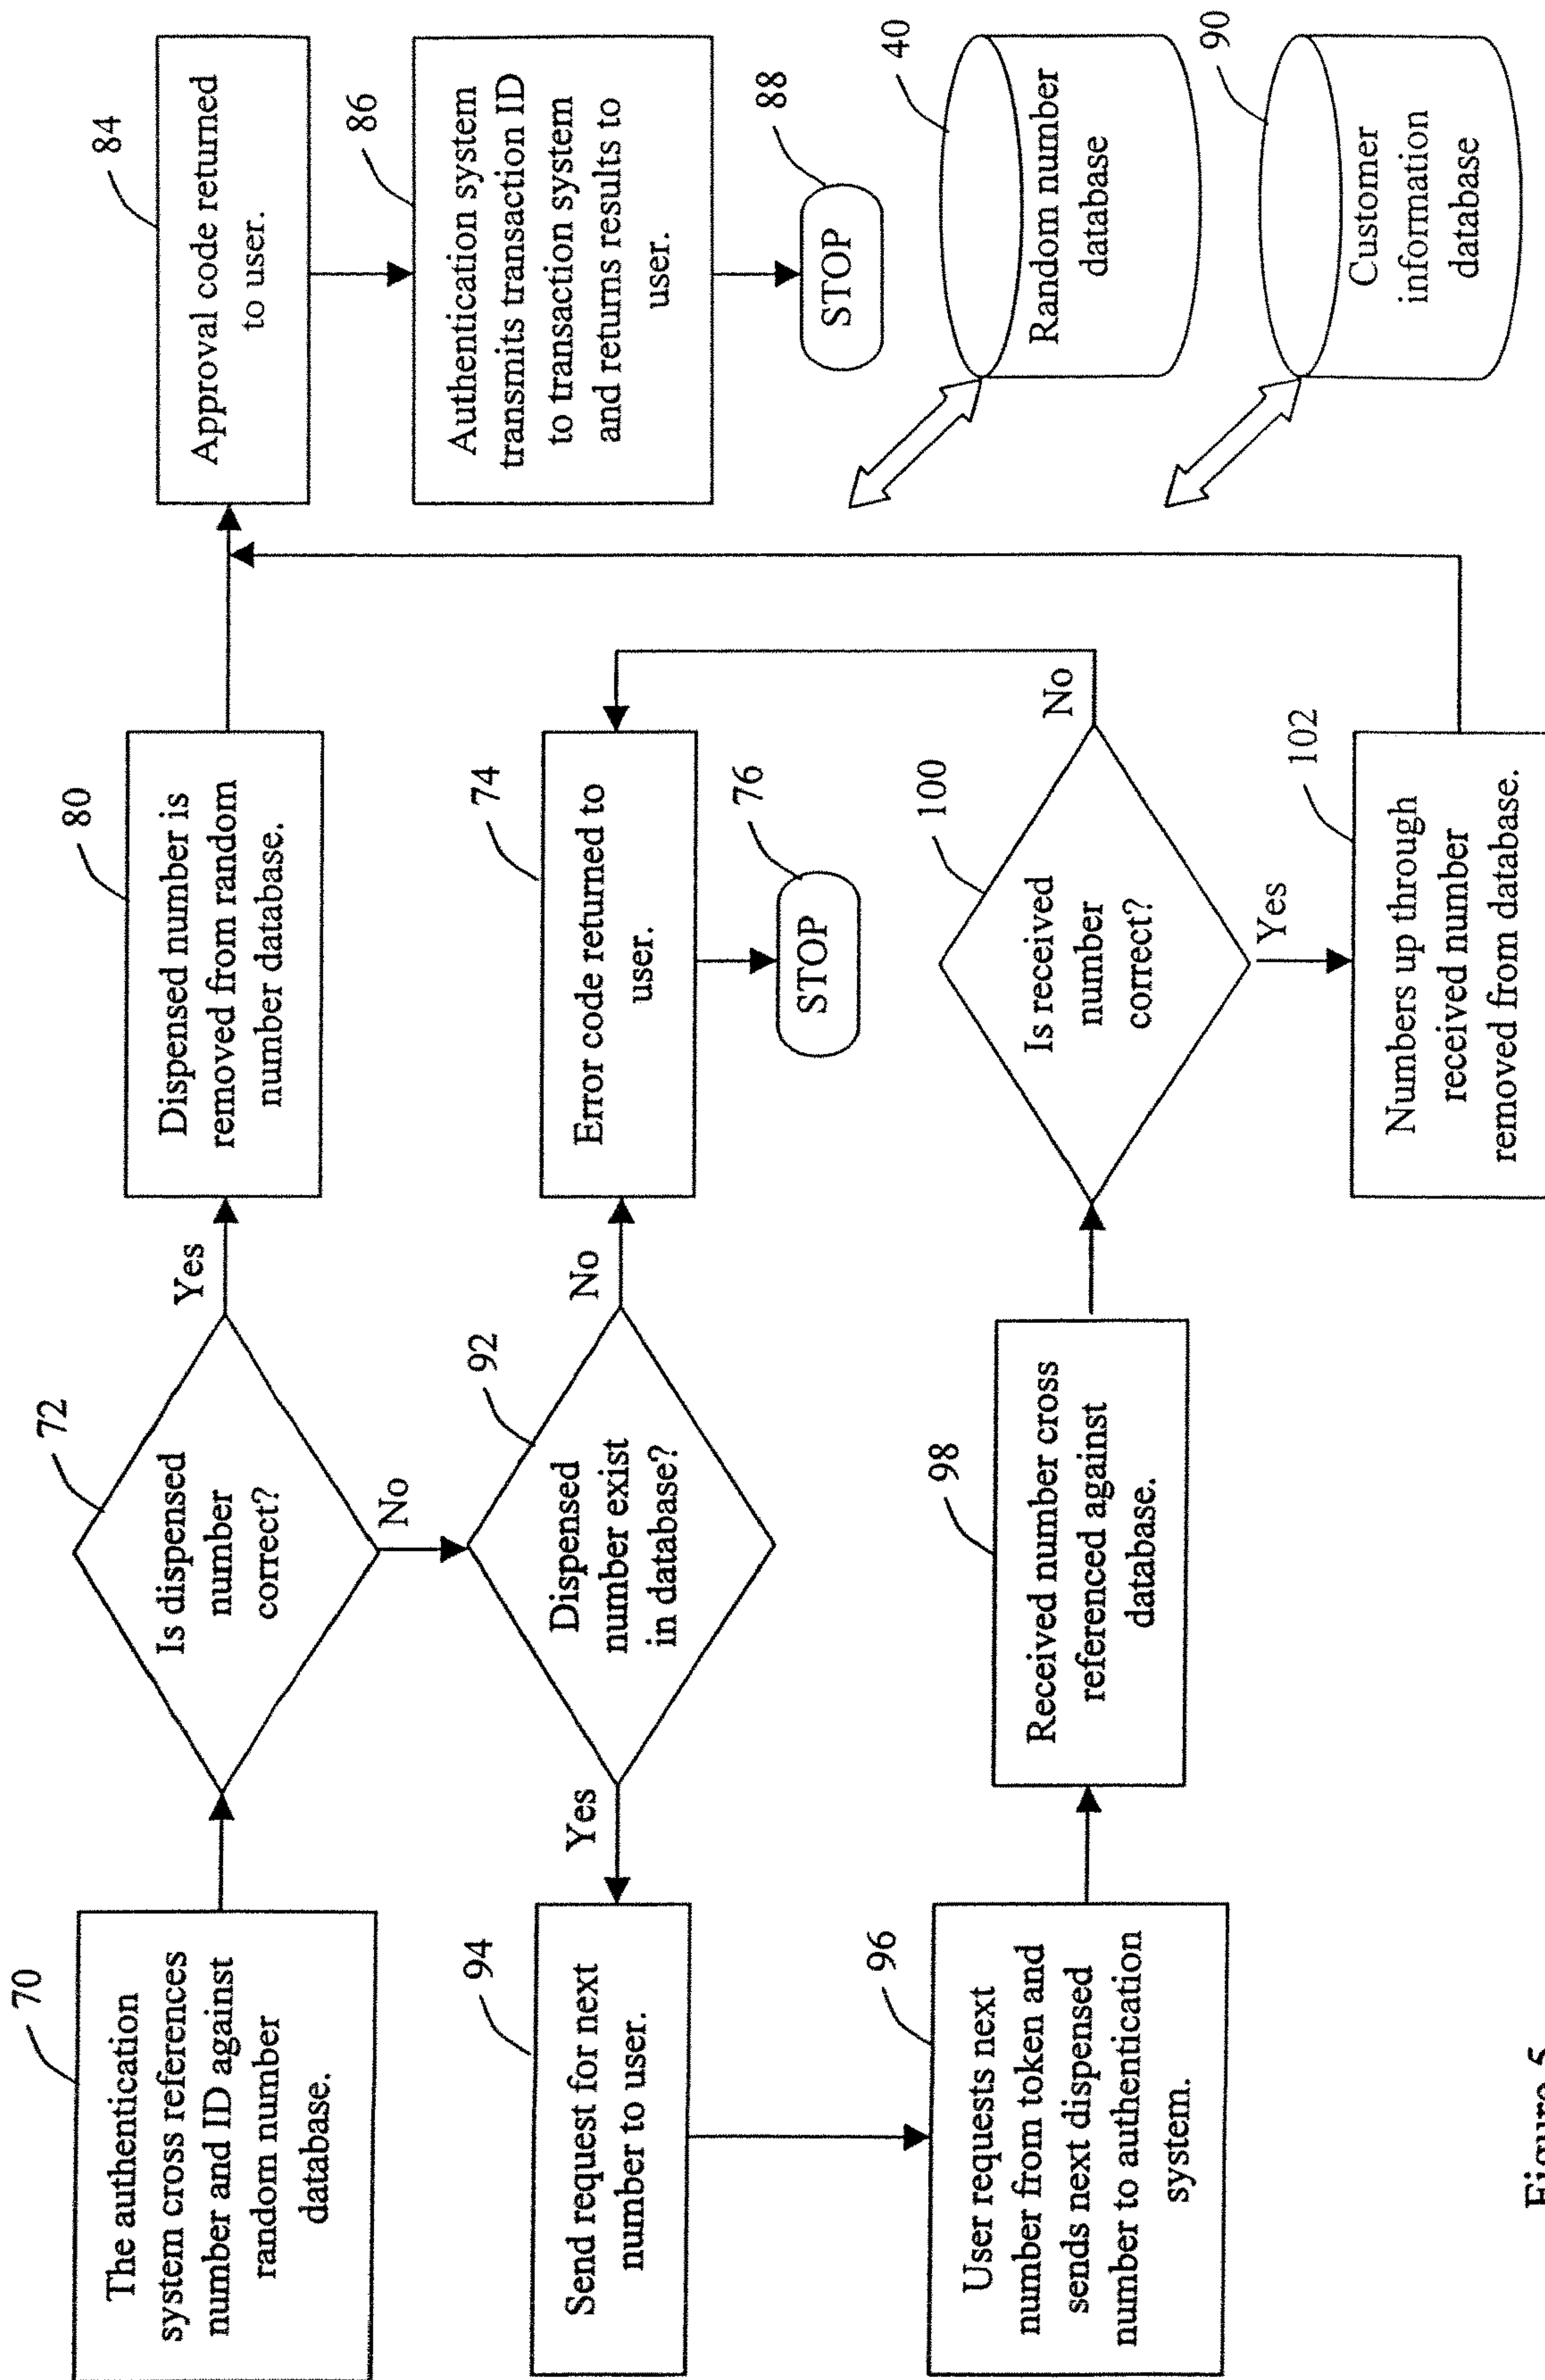 70
The authentication
system cross references
number and ID against
random number
database.
72
Is dispensed
number
correct?
Yes
No
80
Dispensed number is
removed from random
number database.
84
Approval code returned
to user.
86
Authentication system
transmits transaction ID
to transaction system
and returns results to
user.
88
STOP
92
Dispensed
number exist
in database?
Yes
No
74
Error code returned to
user.
76
STOP
94
Send request for next
number to user.
96
User requests next
number from token and
sends next dispensed
number to authentication
system.
98
Received number cross
referenced against
database.
100
Is received
number
correct?
No
Yes
102
Numbers up through
received number
removed from database.
40
Random number
database
90
Customer
information
database
Figure 5